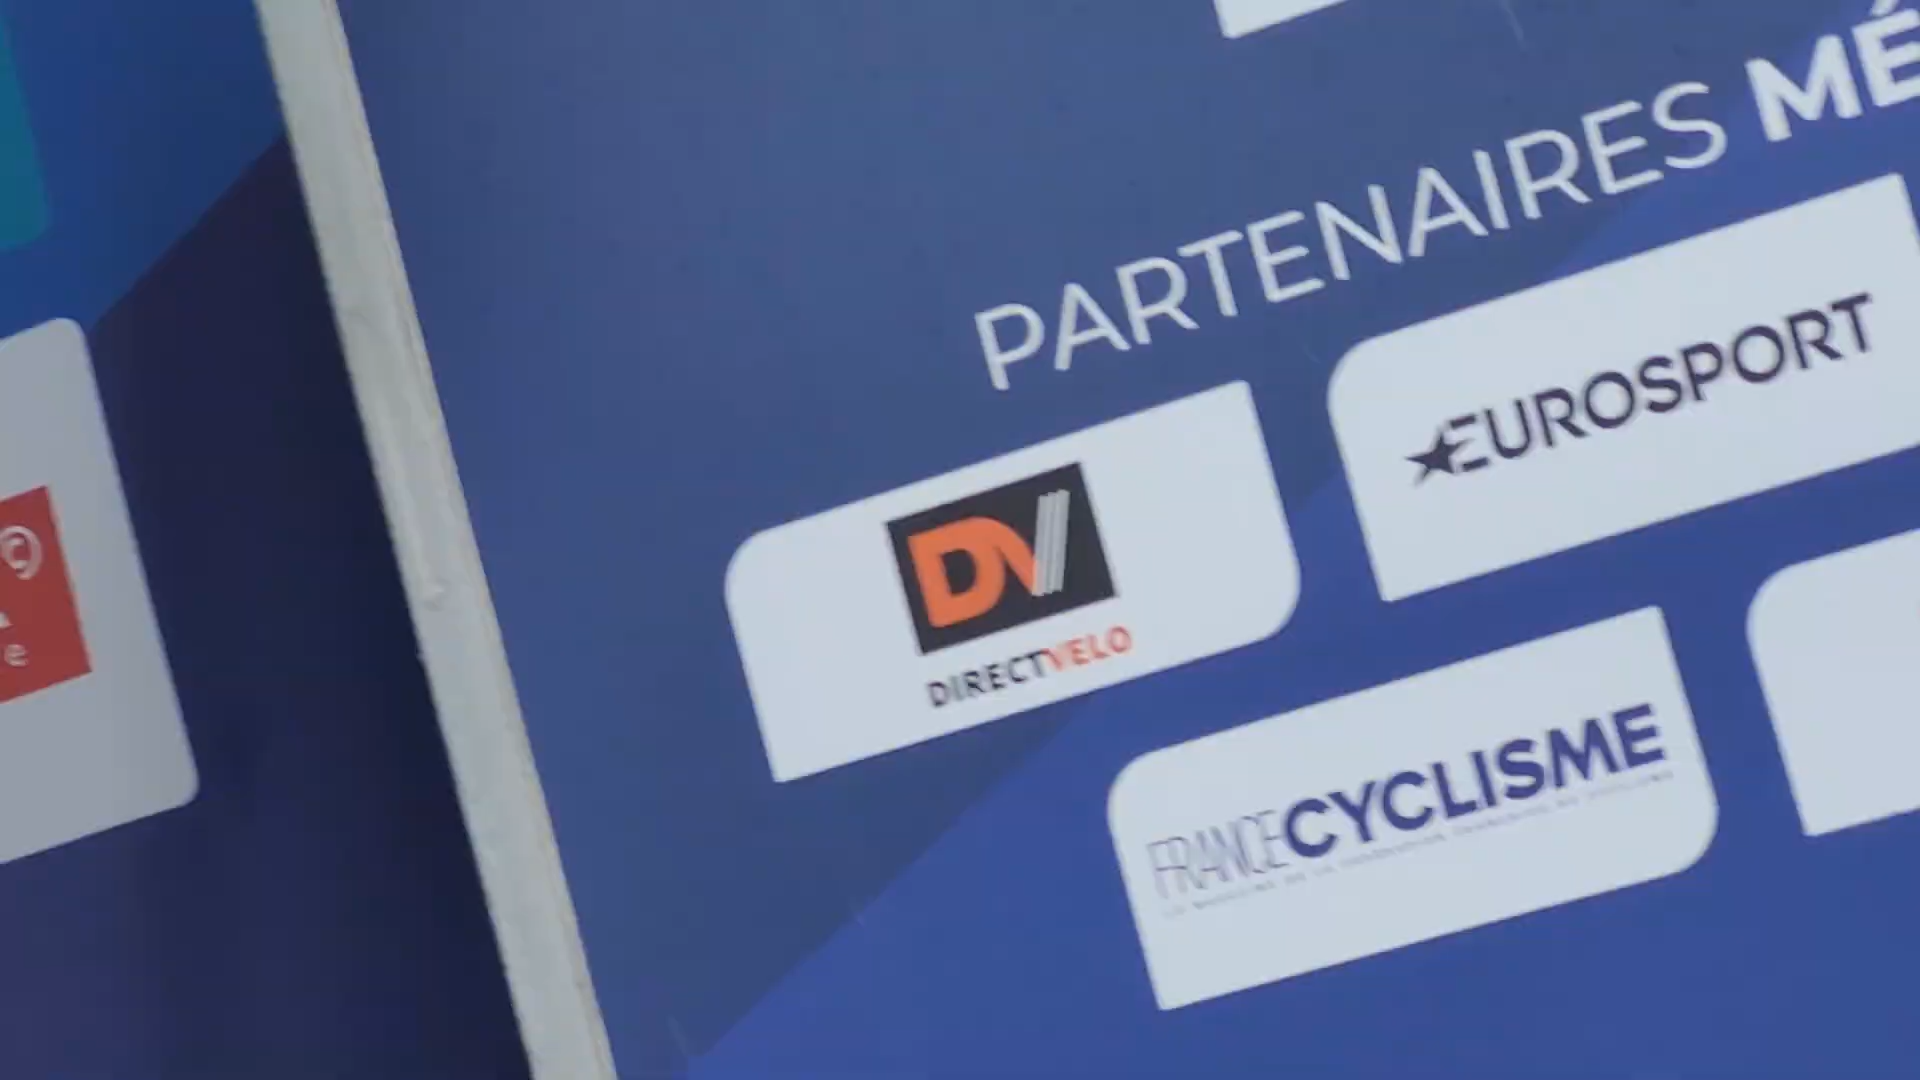 PARTENAIRES MÉ
EUROSPORT
DV
DIRECTVELO
FRANCECYCLISME
©
e